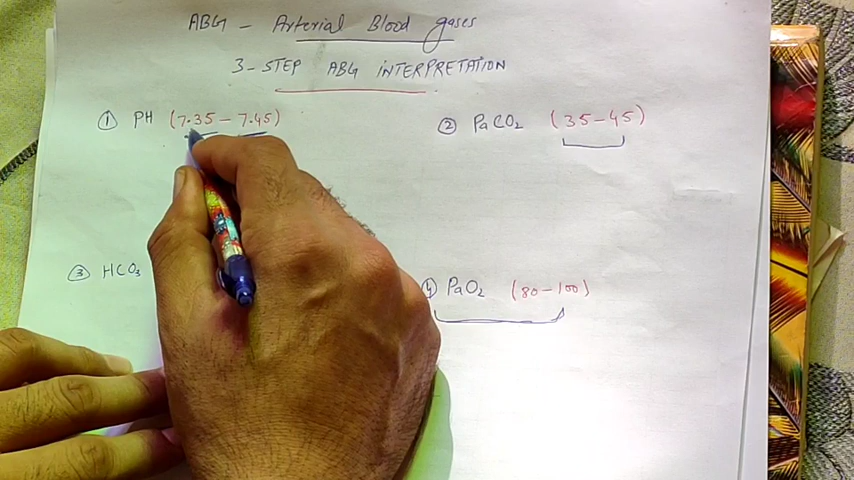 ABG - Arterial Blood gases
3-STEP ABG INTERPRETATION
① PH (7.35 - 7.45)
② PaCO₂ (35-45)
③ HCO₃
④ PaO₂ (80-100)